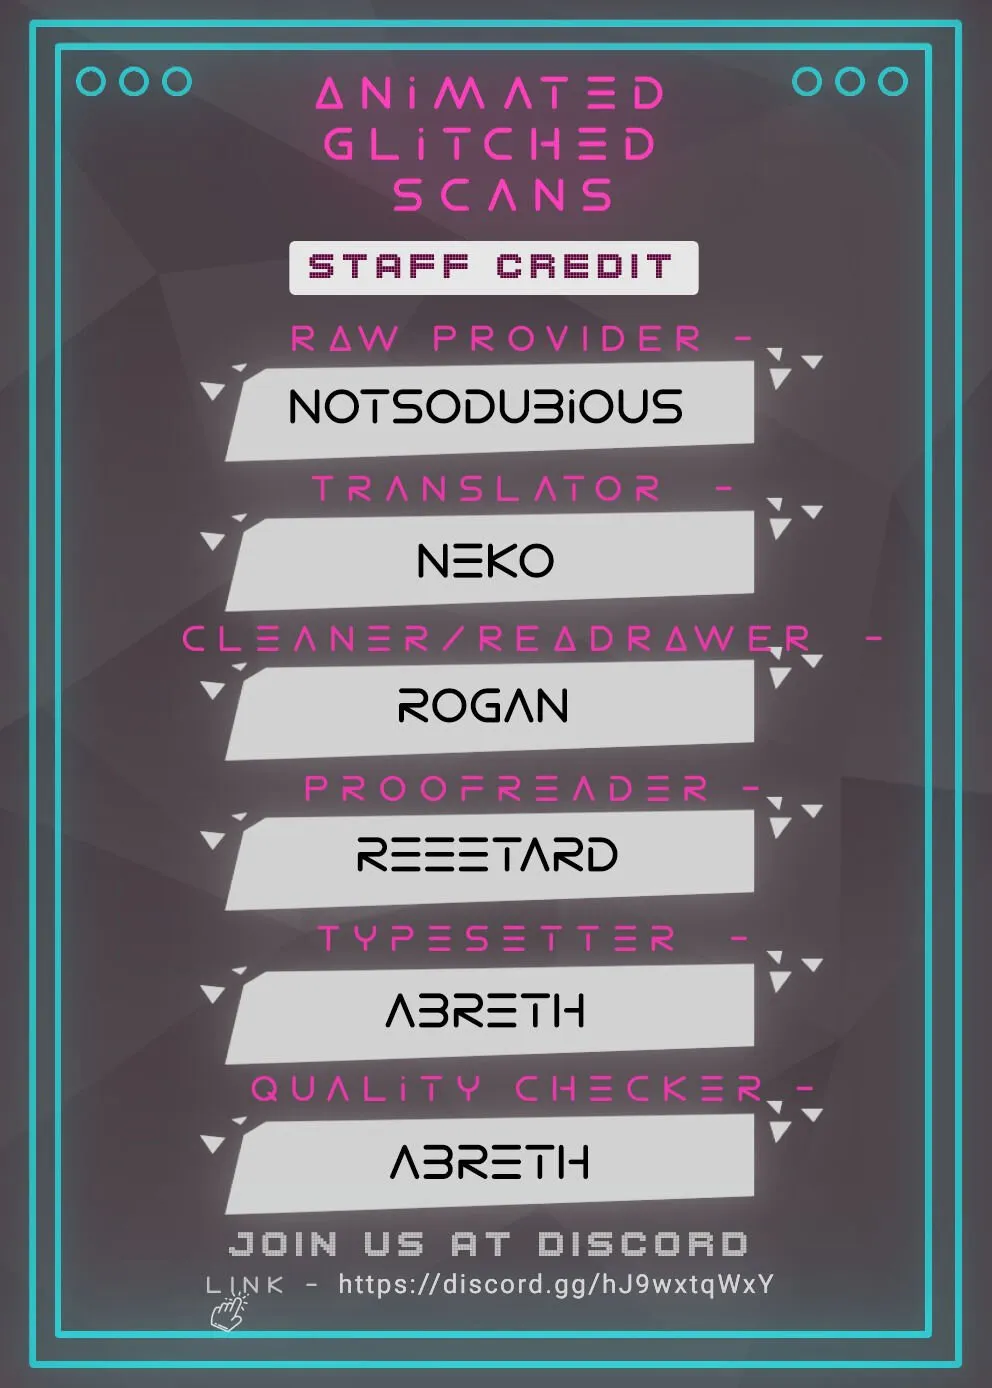 ANiMATED
GLiTCHED
SCANS
STAFF CREDIT
RAW PROVIDER -
NOTSODUBiOUS
TRANSLATOR -
NEKO
CLEANER/READRAWER -
ROGAN
PROOFREADER -
REEETARD
TYPESETTER -
ABRETH
QUALiTY CHECKER -
ABRETH
JOIN US AT DISCORD
LINK - https://discord.gg/hJ9wxtqWxY